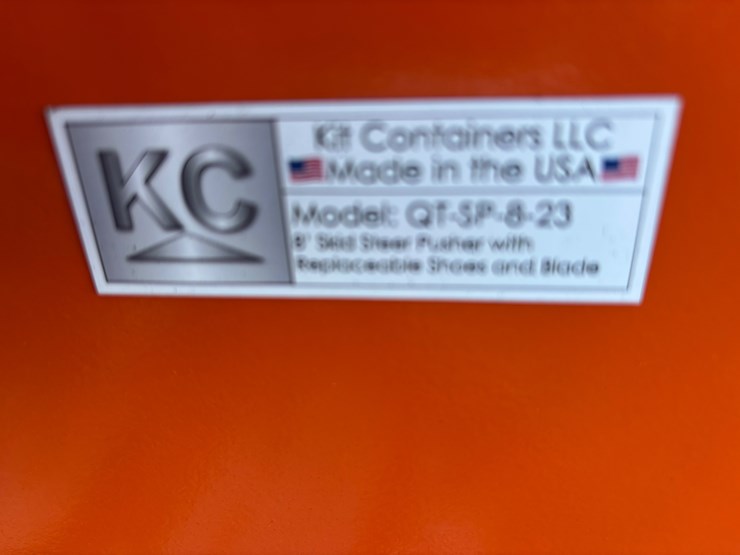 KC
Kit Containers LLC
Made in the USA
Model: QT-SP-8-23
8' Skid Steer Pusher with
Replaceable Shoes and Blade